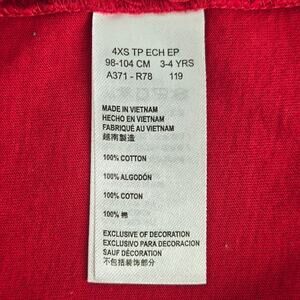 4XS TP ECH EP
98-104 CM 3-4 YRS
A371 - R78 119
MADE IN VIETNAM
HECHO EN VIETNAM
FABRIQUÉ AU VIETNAM
越南製造
100% COTTON
100% ALGODÓN
100% COTON
100% 棉
EXCLUSIVE OF DECORATION
EXCLUSIVO PARA DECORACION
SAUF DÉCORATION
不包括装饰部分